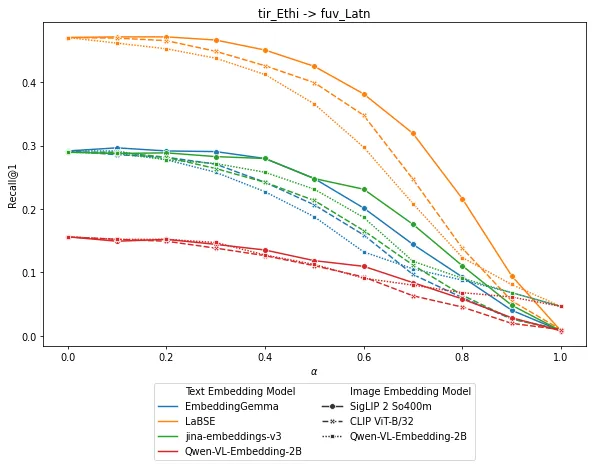 tir_Ethi -> fuv_Latn
Recall@1
0.4
0.3
0.2
0.1
0.0
0.0 0.2 0.4 0.6 0.8 1.0
α
Text Embedding Model
EmbeddingGemma
LaBSE
jina-embeddings-v3
Qwen-VL-Embedding-2B
Image Embedding Model
SigLIP 2 So400m
CLIP ViT-B/32
Qwen-VL-Embedding-2B